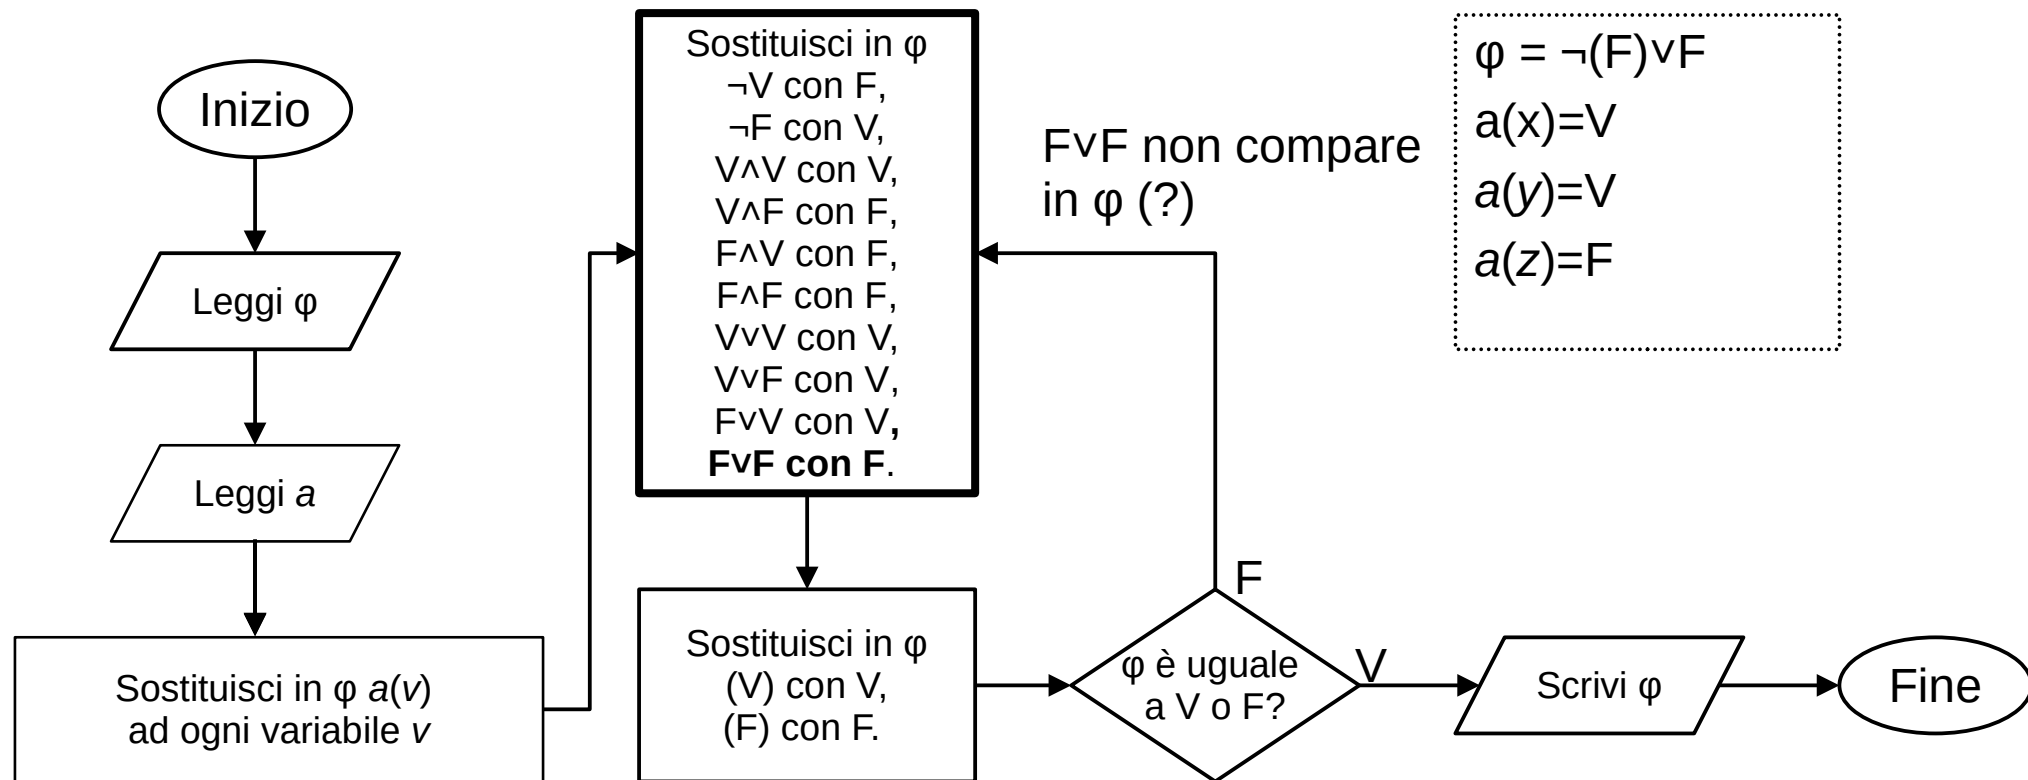 Inizio
Leggi φ
Leggi a
Sostituisci in φ a(v)
ad ogni variabile v
Sostituisci in φ
¬V con F,
¬F con V,
V∧V con V,
V∧F con F,
F∧V con F,
F∧F con F,
V∨V con V,
V∨F con V,
F∨V con V,
F∨F con F.
Sostituisci in φ
(V) con V,
(F) con F.
F∨F non compare
in φ (?)
F
φ è uguale
a V o F?
V
Scrivi φ
Fine
φ = ¬(F)∨F
a(x)=V
a(y)=V
a(z)=F